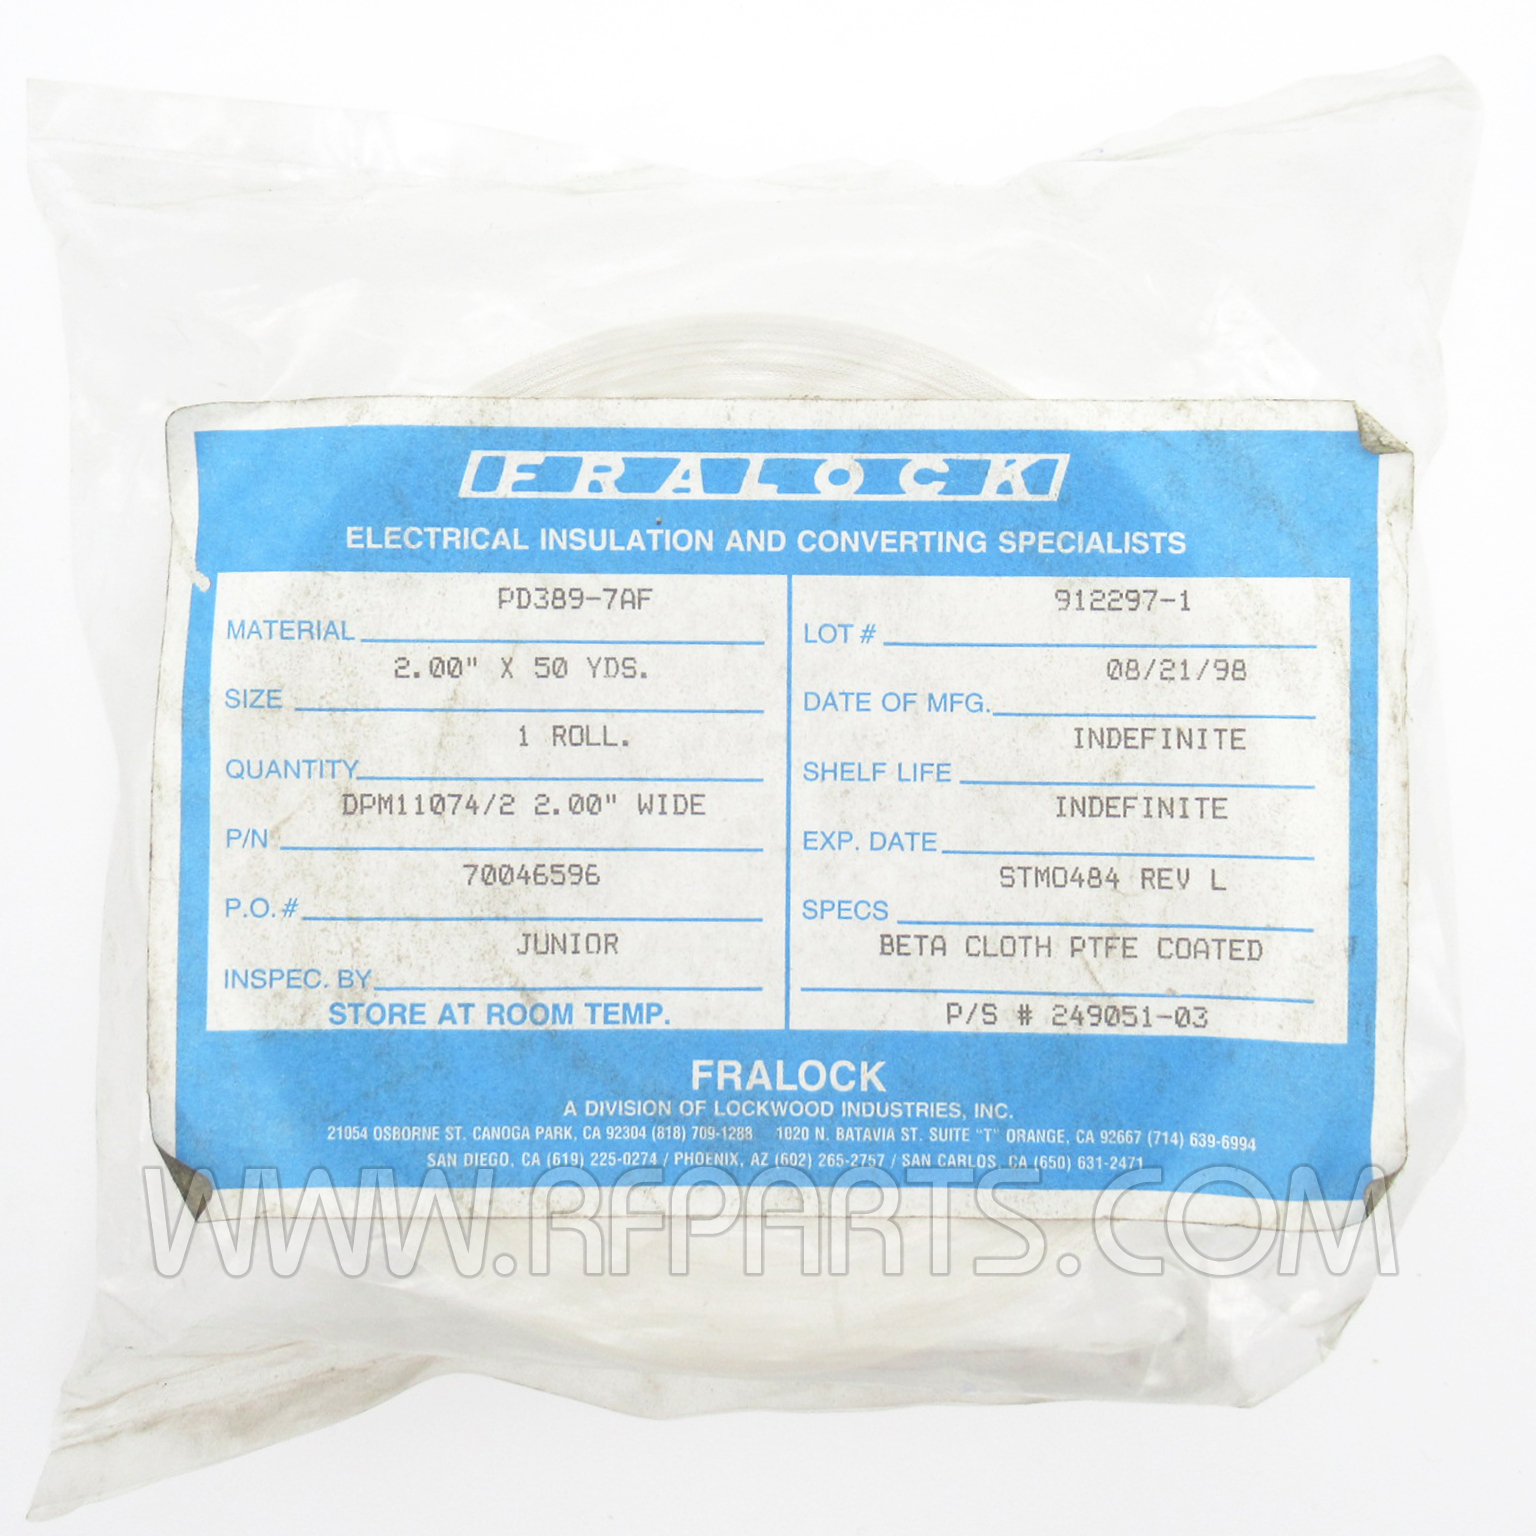 FRALOCK
ELECTRICAL INSULATION AND CONVERTING SPECIALISTS
PD389-7AF
MATERIAL
2.00" X 50 YDS.
SIZE
1 ROLL.
QUANTITY
DPM11074/2 2.00" WIDE
P/N
70046596
P.O. #
JUNIOR
INSPEC. BY
STORE AT ROOM TEMP.
912297-1
LOT #
08/21/98
DATE OF MFG.
INDEFINITE
SHELF LIFE
INDEFINITE
EXP. DATE
STM0484 REV L
SPECS
BETA CLOTH PTFE COATED
P/S # 249051-03
FRALOCK
A DIVISION OF LOCKWOOD INDUSTRIES, INC.
21054 OSBORNE ST. CANOGA PARK, CA 92304 (818) 709-1288 1020 N. BATAVIA ST. SUITE "T" ORANGE, CA 92667 (714) 639-6994
SAN DIEGO, CA (619) 225-0274 / PHOENIX, AZ (602) 265-2757 / SAN CARLOS, CA (650) 631-2471
WWW.RFPARTS.COM